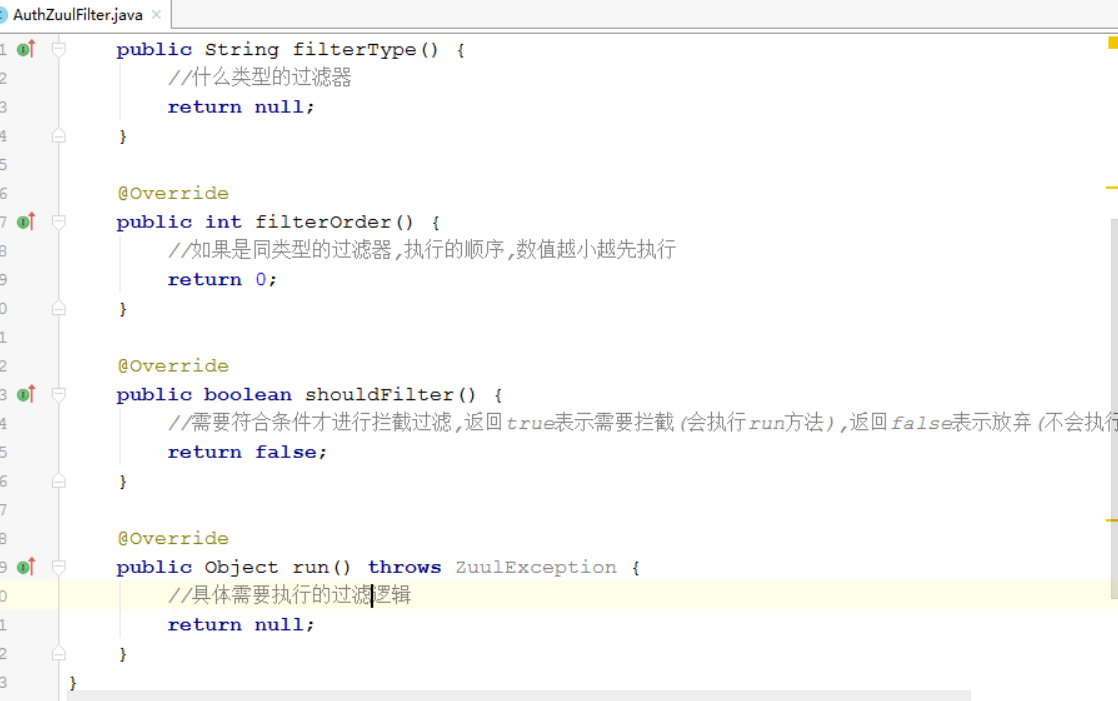 AuthZuulFilter.java
1 public String filterType() {
2 //什么类型的过滤器
3 return null;
4 }
5
6 @Override
7 public int filterOrder() {
8 //如果是同类型的过滤器,执行的顺序,数值越小越先执行
9 return 0;
0 }
1
2 @Override
3 public boolean shouldFilter() {
4 //需要符合条件才进行拦截过滤,返回true表示需要拦截(会执行run方法),返回false表示放弃(不会执行
5 return false;
6 }
7
8 @Override
9 public Object run() throws ZuulException {
0 //具体需要执行的过滤逻辑
1 return null;
2 }
3 }